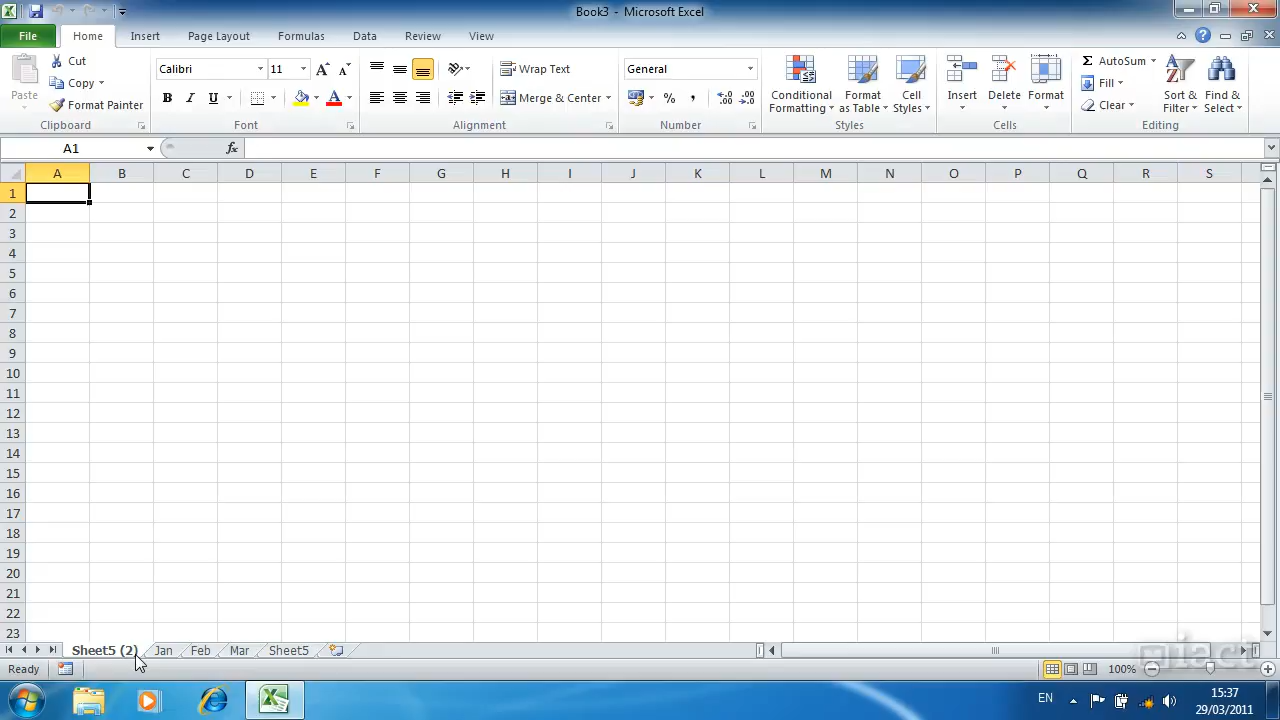 Book3 - Microsoft Excel
File Home Insert Page Layout Formulas Data Review View
Paste Cut Copy Format Painter Clipboard
Calibri 11 A A B I U A Font
Wrap Text Merge & Center Alignment
General % , .00 .0 Number
Conditional Formatting Format as Table Cell Styles Styles
Insert Delete Format Cells
Σ AutoSum Fill Clear Sort & Filter Find & Select Editing
A1 fx
A B C D E F G H I J K L M N O P Q R S
1
2
3
4
5
6
7
8
9
10
11
12
13
14
15
16
17
18
19
20
21
22
23
Sheet5 (2) Jan Feb Mar Sheet5
miact
Ready 100%
EN 15:37
29/03/2011